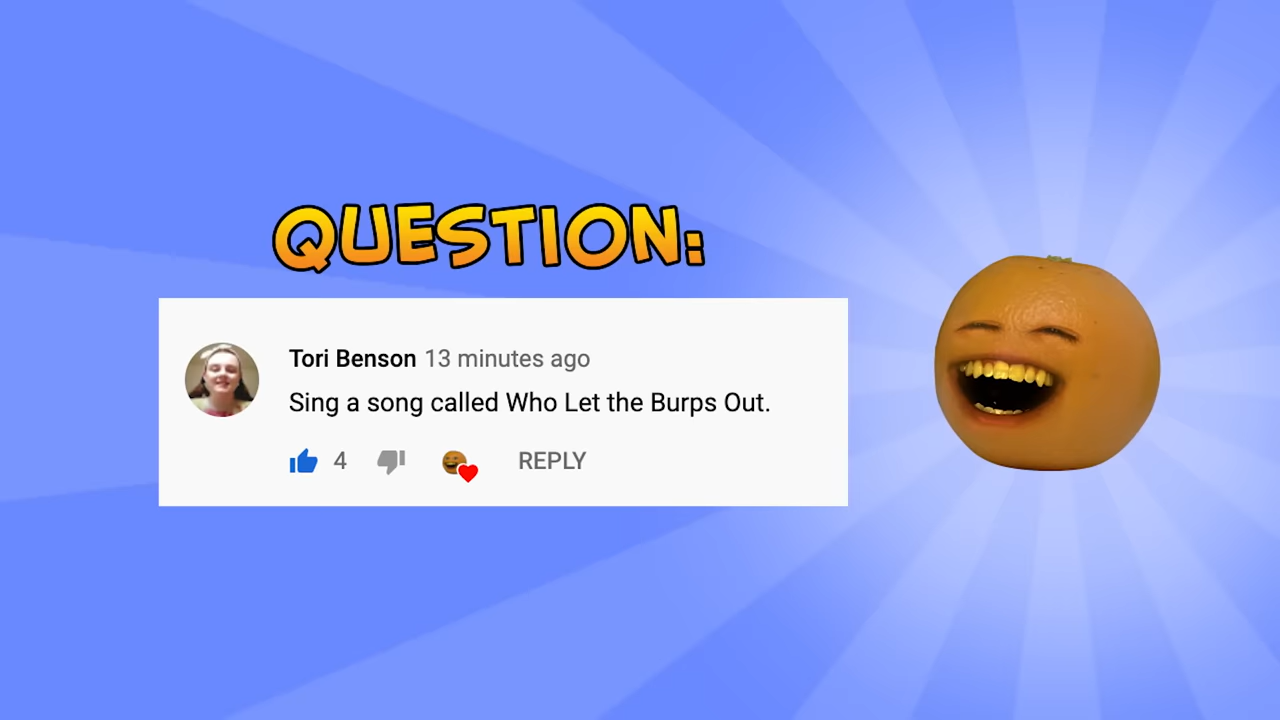 QUESTION:
Tori Benson 13 minutes ago
Sing a song called Who Let the Burps Out.
4 REPLY